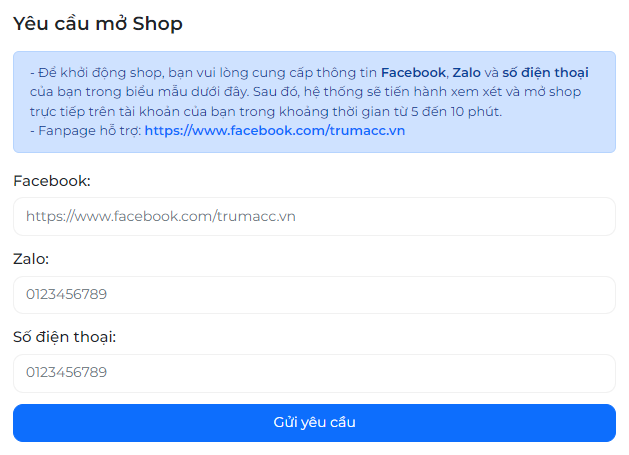 Yêu cầu mở Shop
- Để khởi động shop, bạn vui lòng cung cấp thông tin Facebook, Zalo và số điện thoại
của bạn trong biểu mẫu dưới đây. Sau đó, hệ thống sẽ tiến hành xem xét và mở shop
trực tiếp trên tài khoản của bạn trong khoảng thời gian từ 5 đến 10 phút.
- Fanpage hỗ trợ: https://www.facebook.com/trumacc.vn
Facebook:
https://www.facebook.com/trumacc.vn
Zalo:
0123456789
Số điện thoại:
0123456789
Gửi yêu cầu